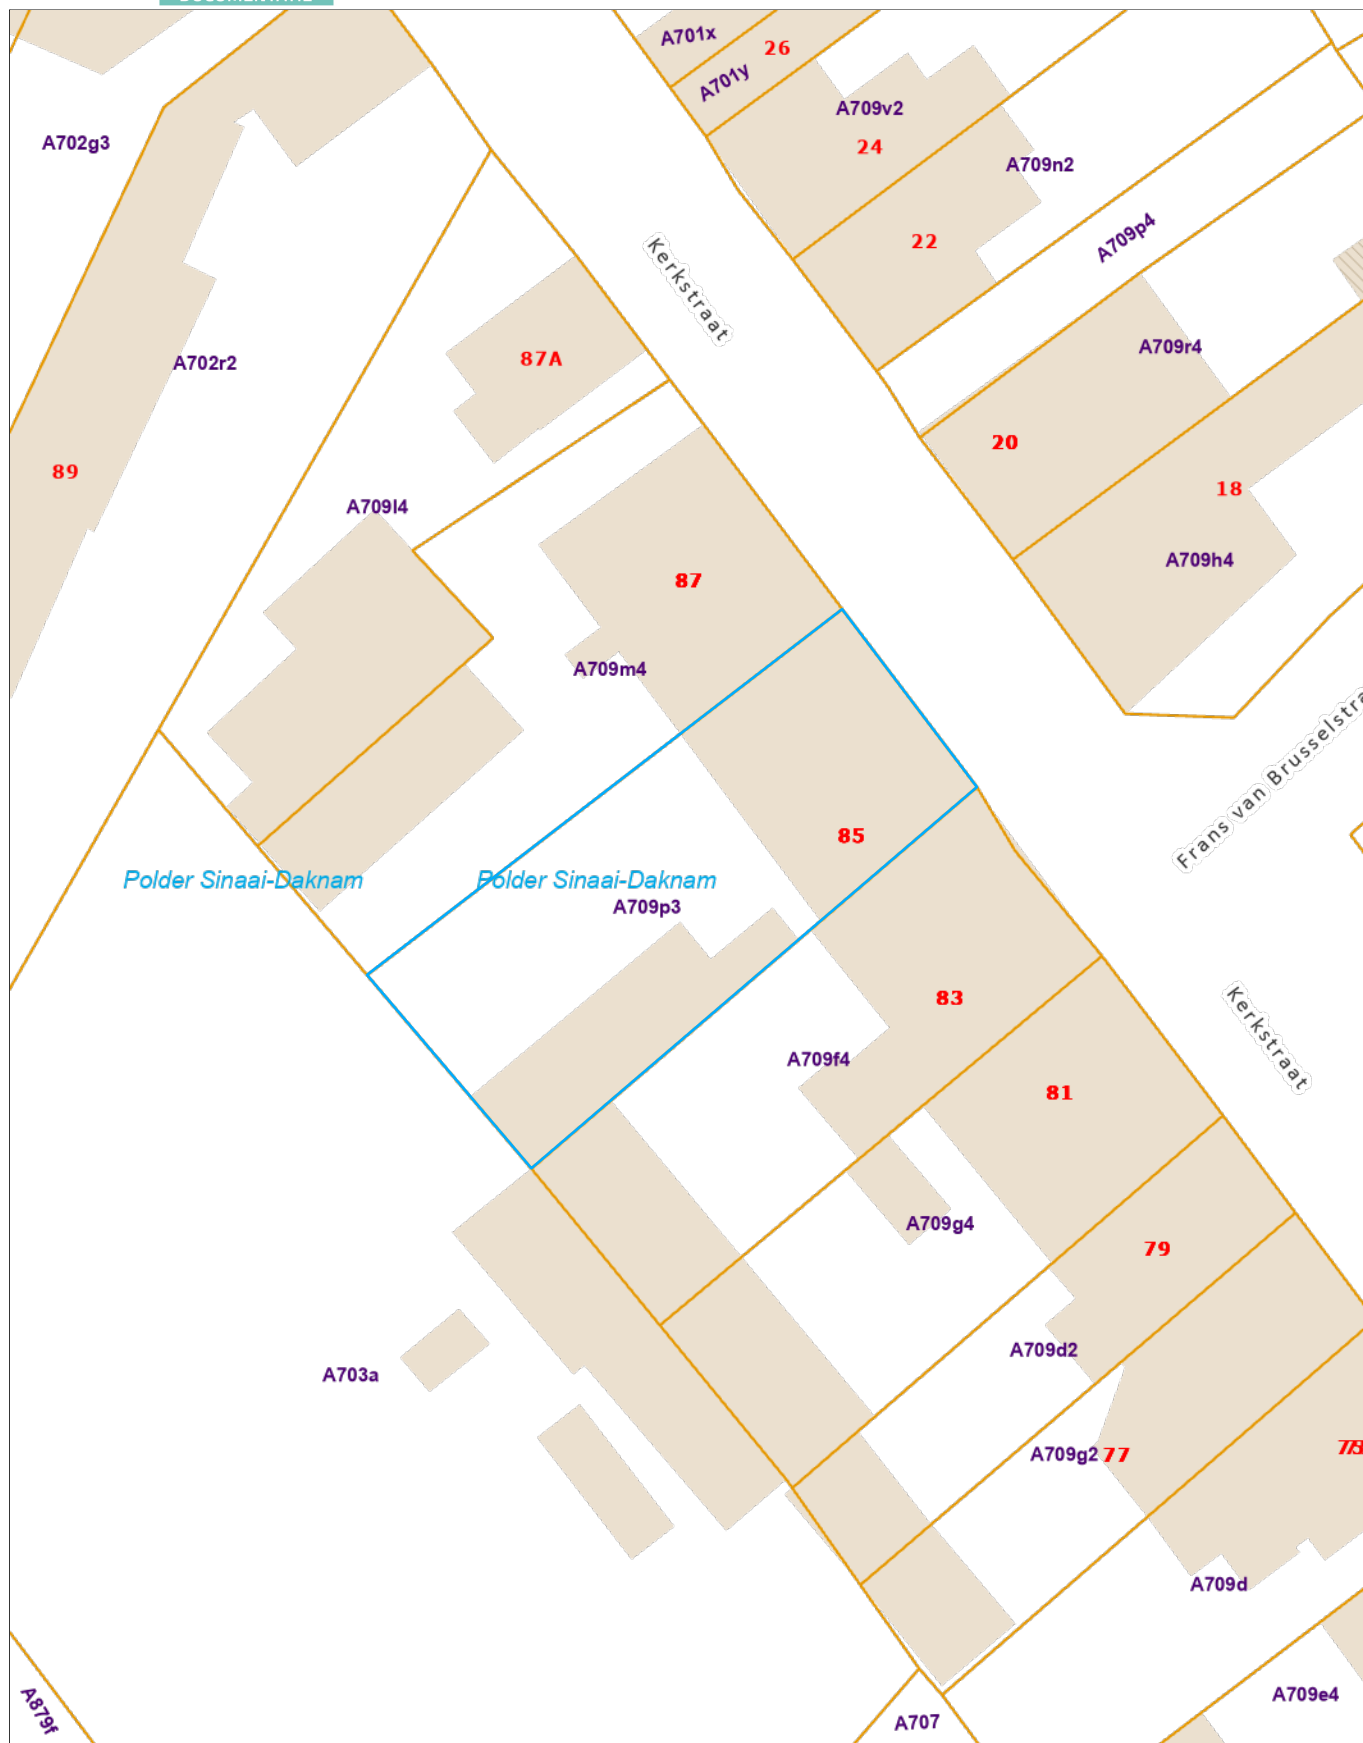 A701x
26
A701y
A709v2
A702g3
24
A709n2
22
A709p4
Kerkstraat
A709r4
87A
A702r2
20
89
18
A709l4
A709h4
87
A709m4
Frans van Brusselstra
85
Polder Sinaai-Daknam
Polder Sinaai-Daknam
A709p3
83
Kerkstraat
A709f4
81
A709g4
79
A709d2
A703a
A709g2
77
A709d
A709e4
A879f
A707